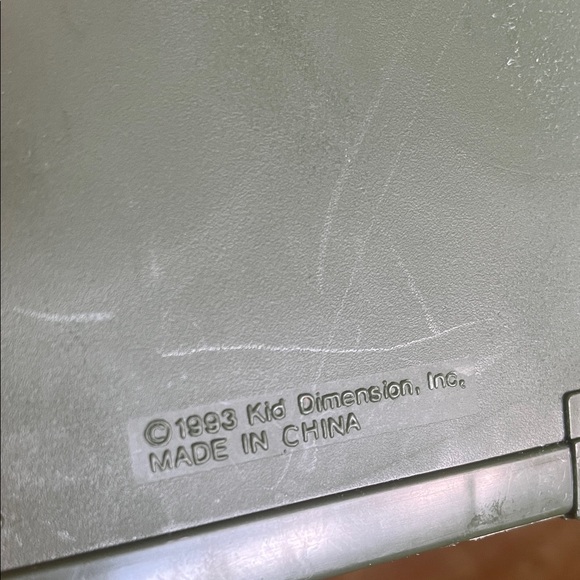 ©1993 Kid Dimension, Inc.
MADE IN CHINA